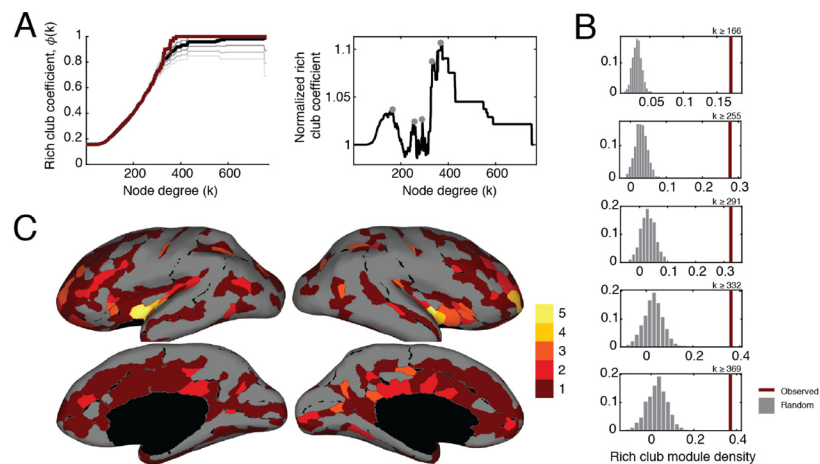 A
Rich club coefficient, ϕ(k)
1
0.8
0.6
0.4
0.2
0
200 400 600
Node degree (k)
Normalized rich
club coefficient
1.1
1.05
1
200 400 600
Node degree (k)
B
k ≥ 166
0.1
0
0.05 0.1 0.15
k ≥ 255
0.1
0
0 0.1 0.2 0.3
k ≥ 291
0.2
0.1
0
0 0.1 0.2 0.3
k ≥ 332
0.2
0.1
0
0 0.2 0.4
k ≥ 369
0.2
0.1
0
0 0.2 0.4
Rich club module density
Observed
Random
C
5
4
3
2
1